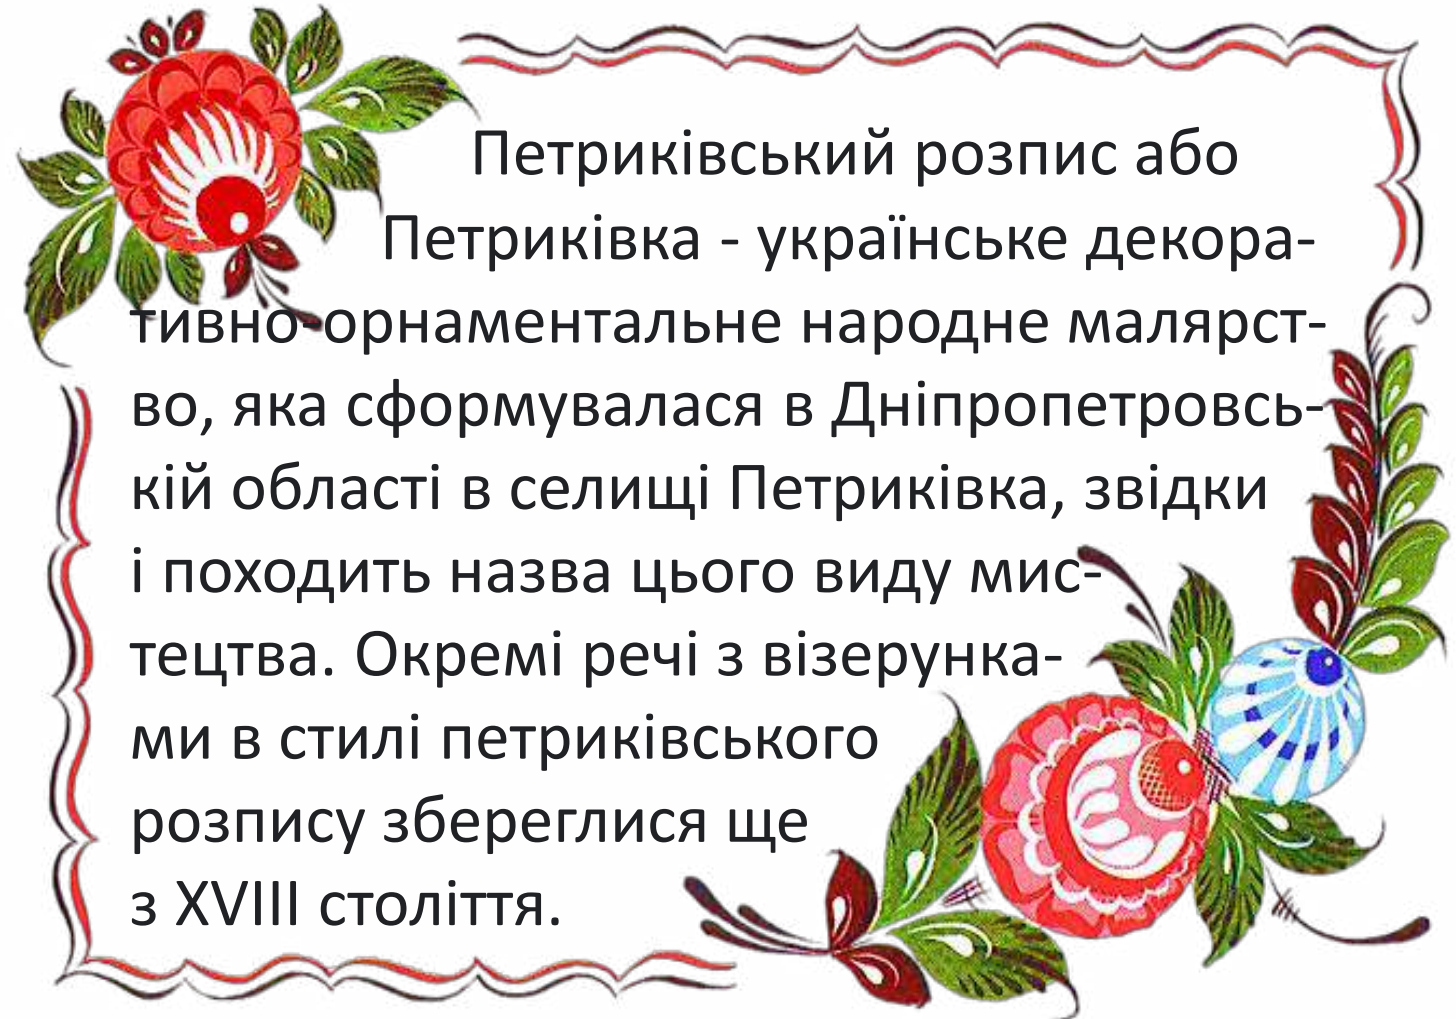 Петриківський розпис або
Петриківка - українське декора-
тивно-орнаментальне народне малярст-
во, яка сформувалася в Дніпропетровсь-
кій області в селищі Петриківка, звідки
і походить назва цього виду мис-
тецтва. Окремі речі з візерунка-
ми в стилі петриківського
розпису збереглися ще
з XVIII століття.